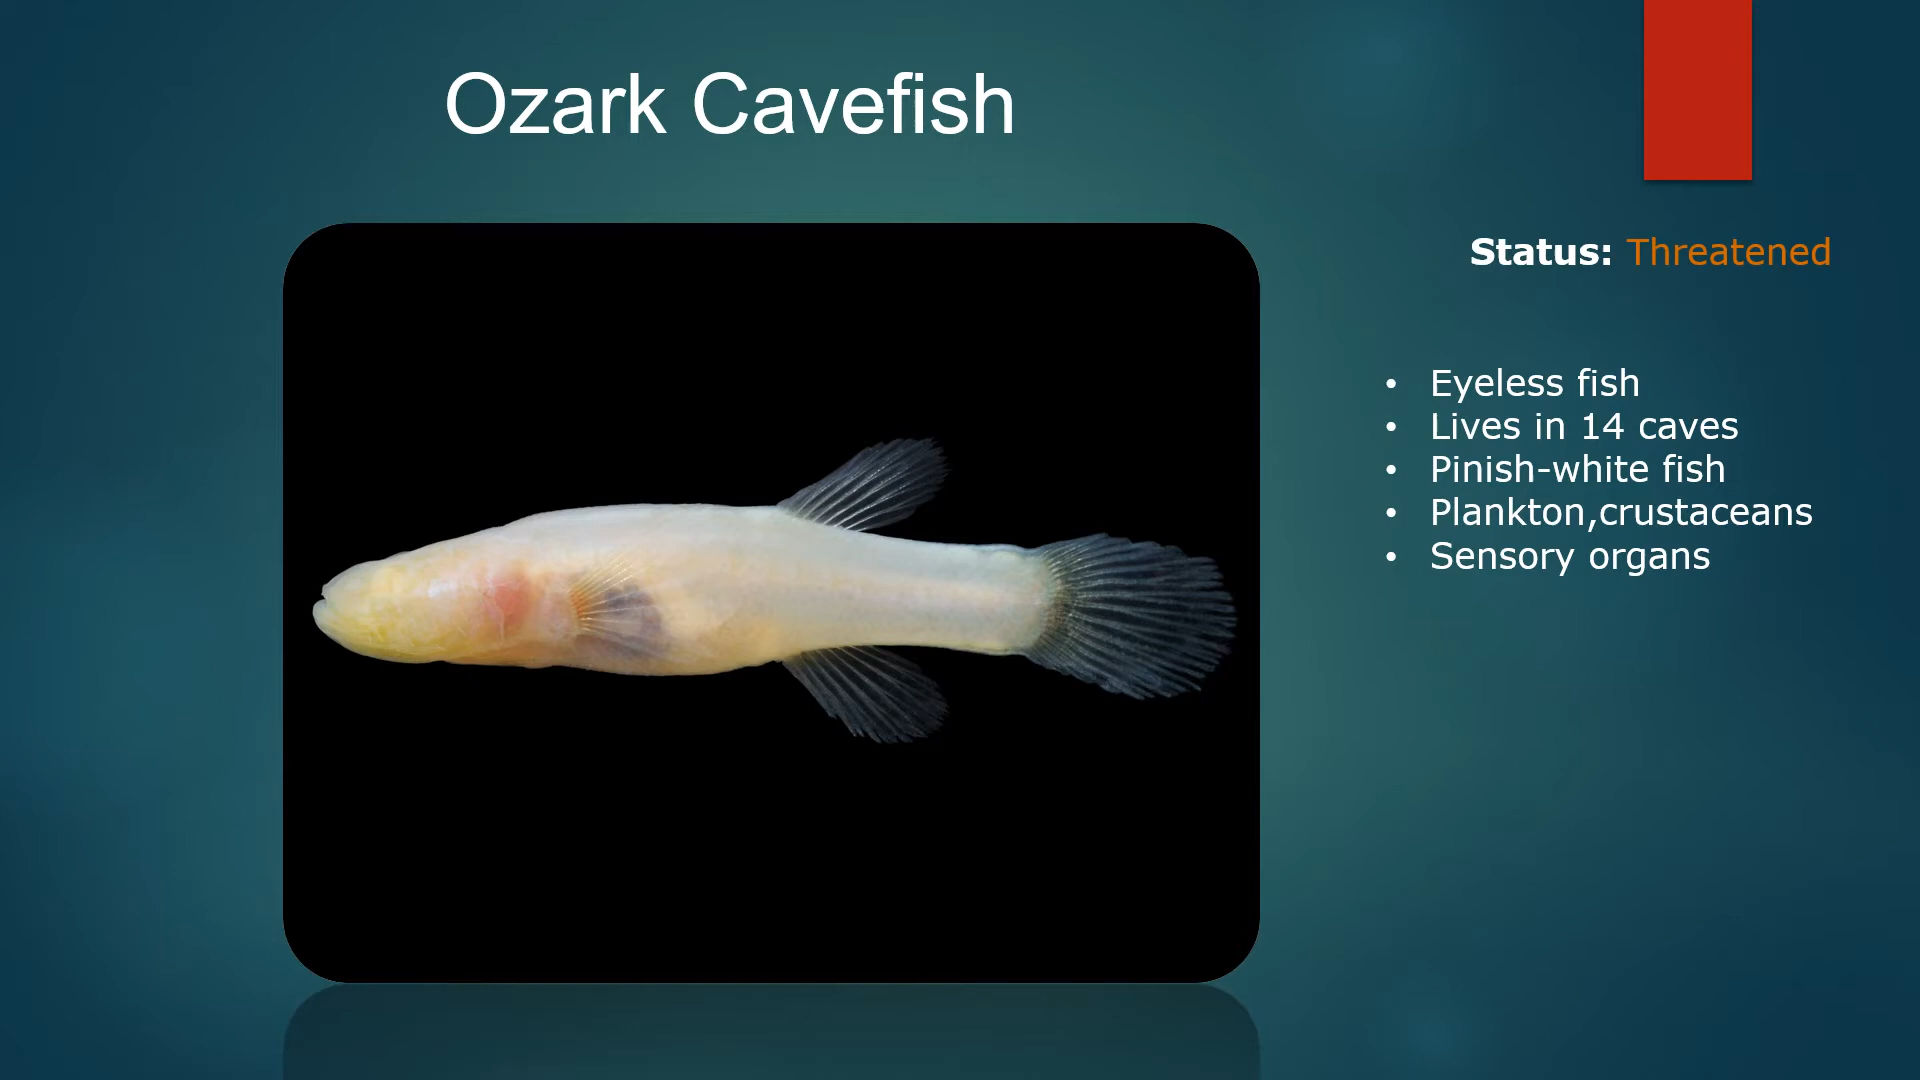 Ozark Cavefish
Status: Threatened
• Eyeless fish
• Lives in 14 caves
• Pinish-white fish
• Plankton,crustaceans
• Sensory organs